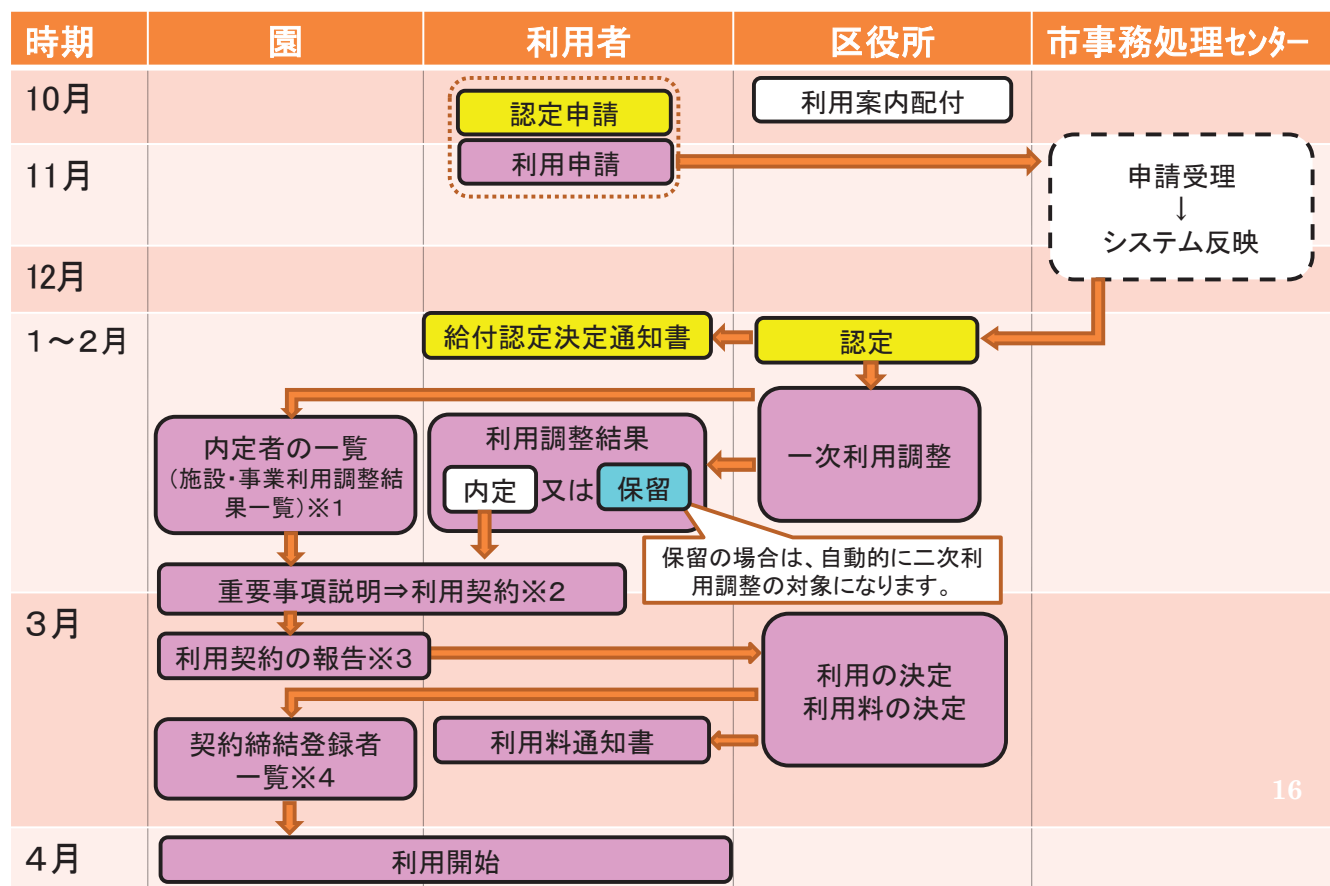 時期
園
利用者
区役所
市事務処理センター
10月
認定申請
利用案内配付
11月
利用申請
申請受理
↓
システム反映
12月
1～2月
給付認定決定通知書
認定
内定者の一覧
(施設・事業利用調整結
果一覧)※1
利用調整結果
内定 又は 保留
一次利用調整
保留の場合は、自動的に二次利
用調整の対象になります。
重要事項説明⇒利用契約※2
3月
利用契約の報告※3
利用の決定
利用料の決定
契約締結登録者
一覧※4
利用料通知書
16
4月
利用開始